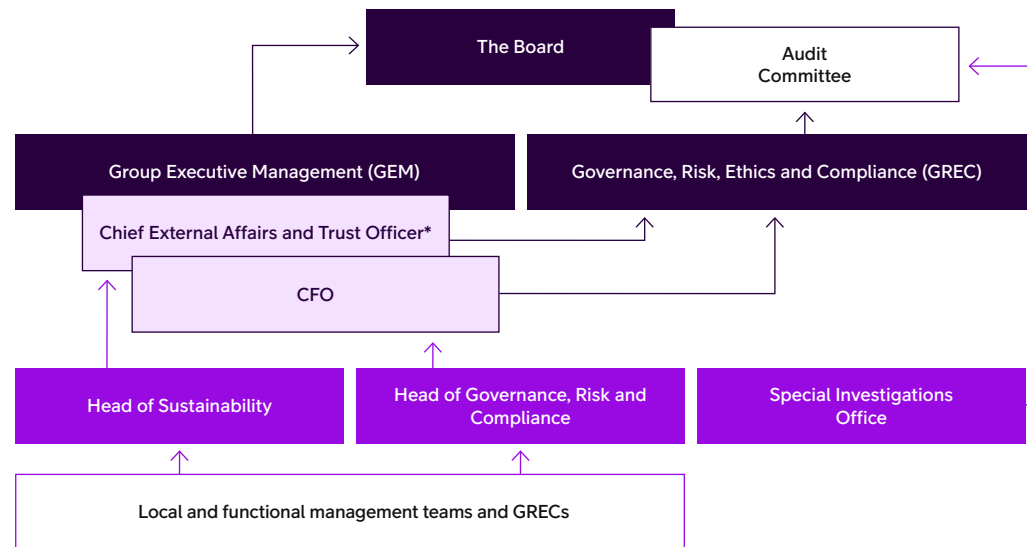 The Board
Audit
Committee
Group Executive Management (GEM)
Governance, Risk, Ethics and Compliance (GREC)
Chief External Affairs and Trust Officer*
CFO
Head of Sustainability
Head of Governance, Risk and
Compliance
Special Investigations
Office
Local and functional management teams and GRECs